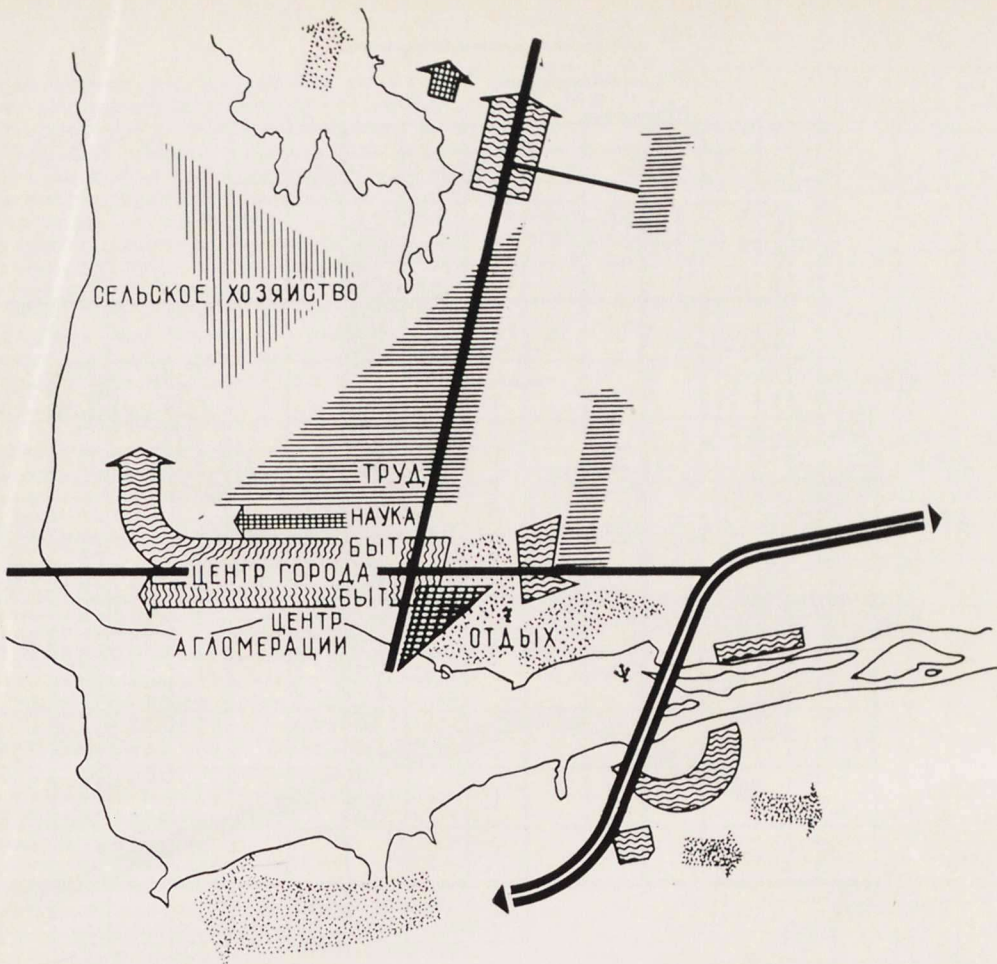 СЕЛЬСКОЕ ХОЗЯЙСТВО
ТРУД
НАУКА
БЫТ
ЦЕНТР ГОРОДА
БЫТ
ЦЕНТР
АГЛОМЕРАЦИИ
ОТДЫХ